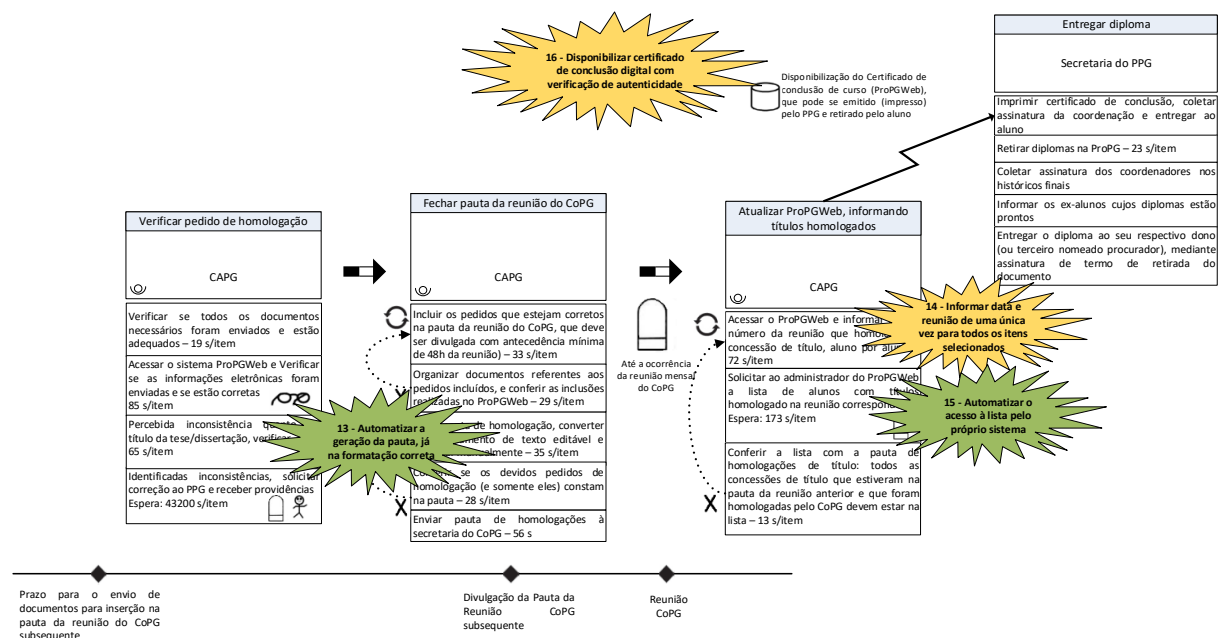 Entregar diploma
Secretaria do PPG
Imprimir certificado de conclusão, coletar
assinatura da coordenação e entregar ao
aluno
Retirar diplomas na ProPG – 23 s/item
Coletar assinatura dos coordenadores nos
históricos finais
Informar os ex-alunos cujos diplomas estão
prontos
Entregar o diploma ao seu respectivo dono
(ou terceiro nomeado procurador), mediante
assinatura de termo de retirada do
documento
16 - Disponibilizar certificado
de conclusão digital com
verificação de autenticidade
Disponibilização do Certificado de
conclusão de curso (ProPGWeb),
que pode se emitido (impresso)
pelo PPG e retirado pelo aluno
Verificar pedido de homologação
CAPG
Verificar se todos os documentos
necessários foram enviados e estão
adequados – 19 s/item
Acessar o sistema ProPGWeb e Verificar
se as informações eletrônicas foram
enviadas e se estão corretas
85 s/item
Percebida inconsistência
título da tese/dissertação,
65 s/item
Identificadas inconsistências, solicitar
correção ao PPG e receber providências
Espera: 43200 s/item
Fechar pauta da reunião do CoPG
CAPG
Incluir os pedidos que estejam corretos
na pauta da reunião do CoPG, que deve
ser divulgada com antecedência mínima
de 48h da reunião) – 33 s/item
Organizar documentos referentes aos
pedidos incluídos, e conferir as inclusões
realizadas no ProPGWeb – 29 s/item
de homologação, converter
de texto editável e
– 35 s/item
se os devidos pedidos de
homologação (e somente eles) constam
na pauta – 28 s/item
Enviar pauta de homologações à
secretaria do CoPG – 56 s
13 - Automatizar a
geração da pauta, já
na formatação correta
Até a ocorrência
da reunião mensal
do CoPG
Atualizar ProPGWeb, informando
títulos homologados
CAPG
Acessar o ProPGWeb e informar
número da reunião que
concessão de título, aluno por
72 s/item
Solicitar ao administrador do ProPGWeb
a lista de alunos com
homologado na reunião
Espera: 173 s/item
Conferir a lista com a pauta de
homologações de título: todos as
concessões de título que estiveram na
pauta da reunião anterior e que foram
homologadas pelo CoPG devem estar na
lista – 13 s/item
14 - Informar data e
reunião de uma única
vez para todos os itens
selecionados
15 - Automatizar o
acesso à lista pelo
próprio sistema
Prazo para o envio de
documentos para inserção na
pauta da reunião do CoPG
subsequente
Divulgação da Pauta da
Reunião CoPG
subsequente
Reunião
CoPG